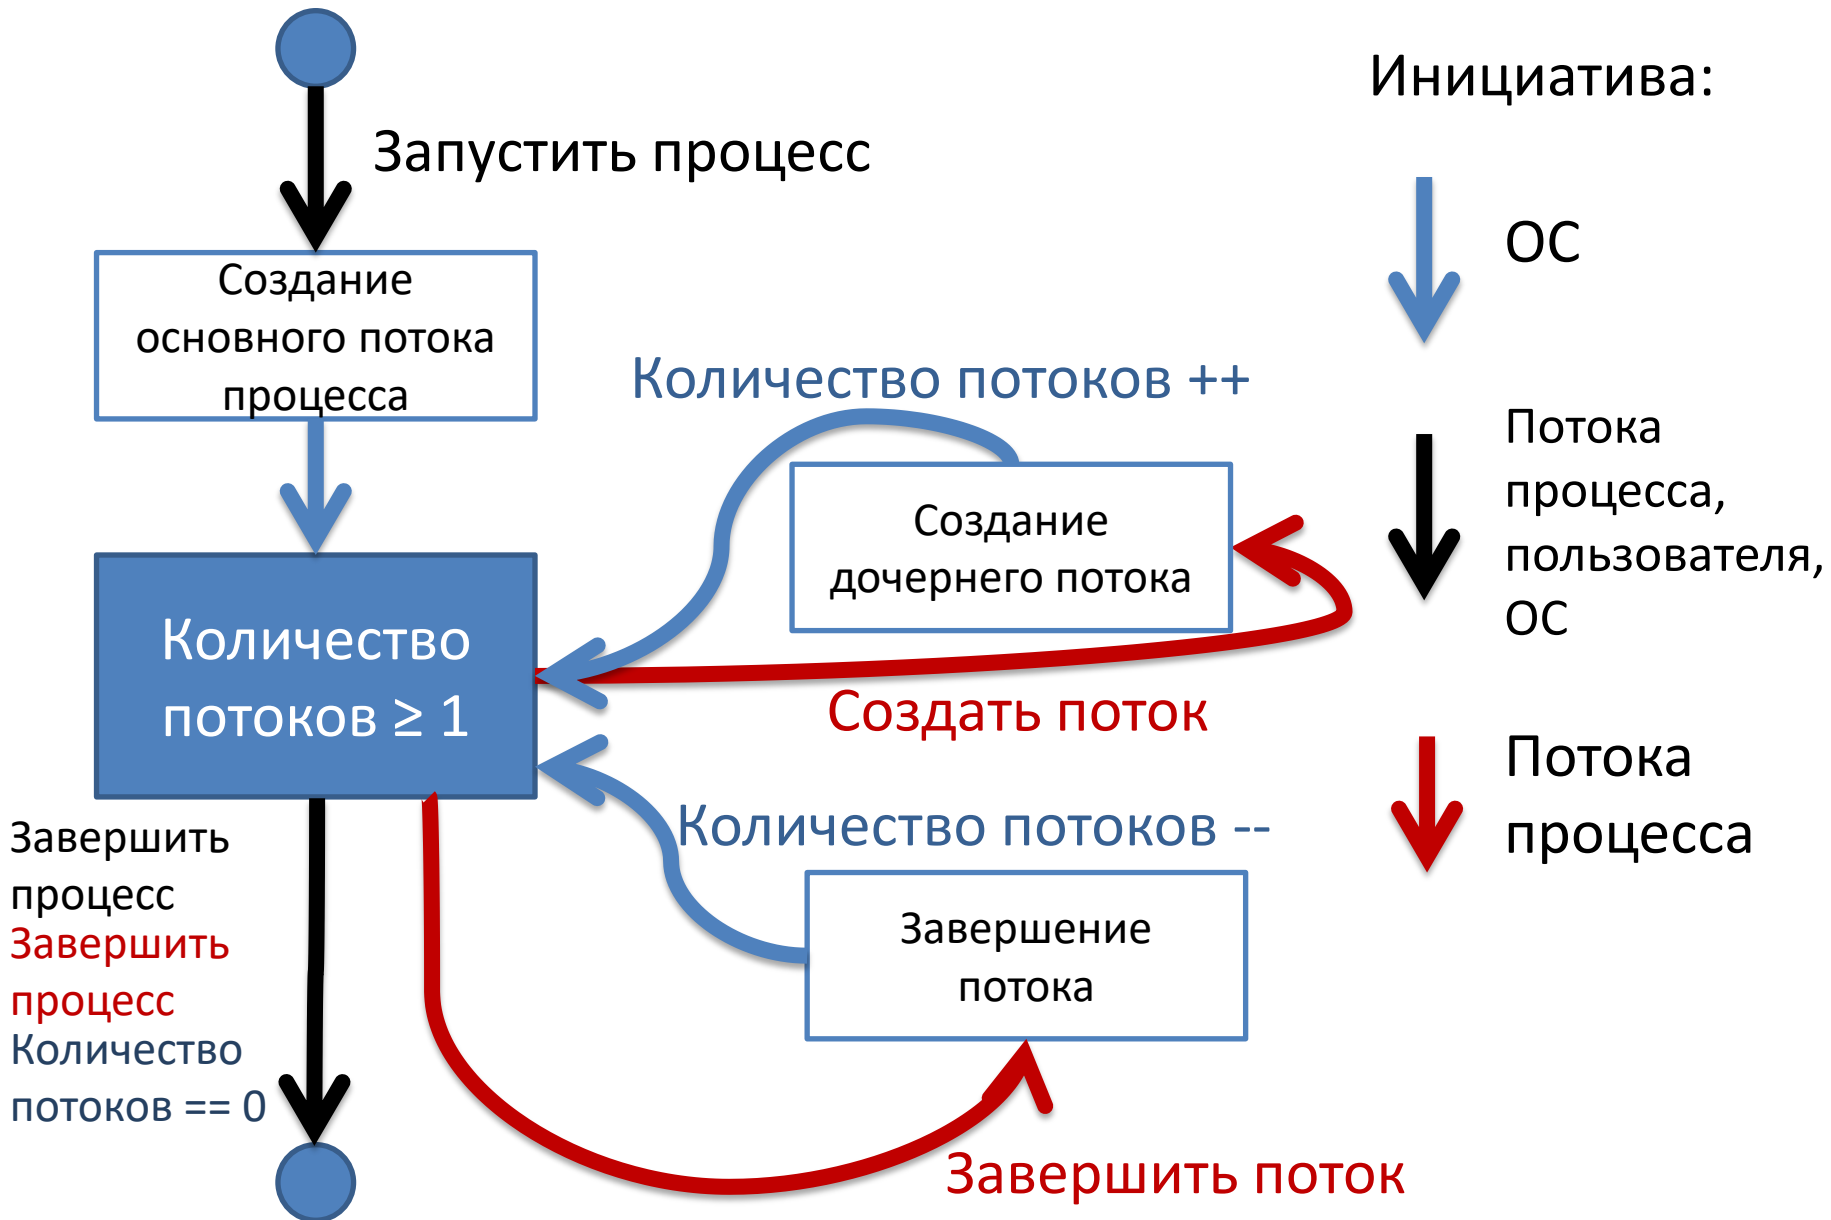 Инициатива:
Запустить процесс
ОС
Создание
основного потока
процесса
Количество потоков ++
Потока
процесса,
пользователя,
ОС
Создание
дочернего потока
Количество
потоков ≥ 1
Создать поток
Потока
процесса
Количество потоков --
Завершить
процесс
Завершить
процесс
Количество
потоков == 0
Завершение
потока
Завершить поток